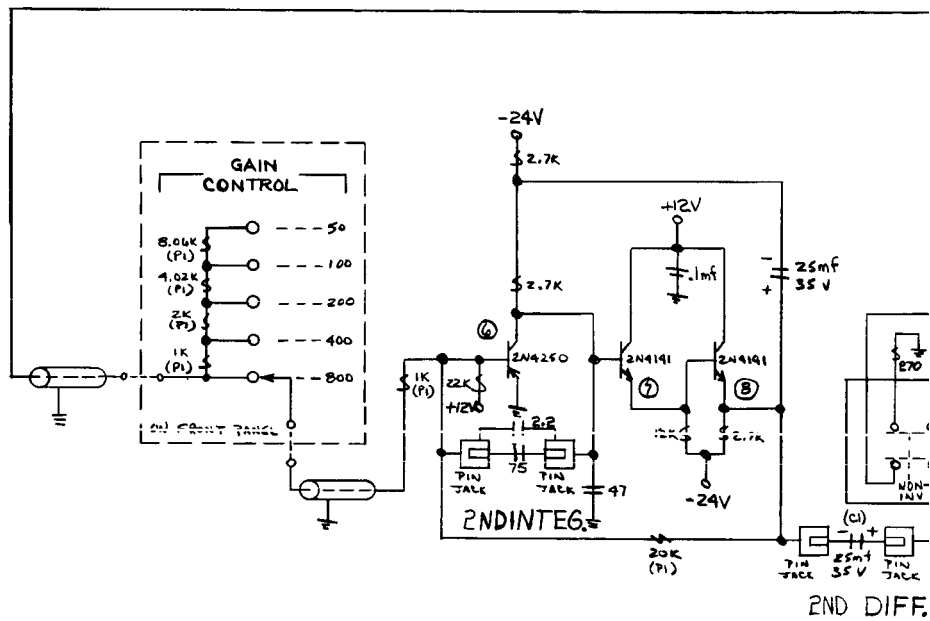 -24V
2.7K
GAIN
CONTROL
50
8.06K
(P1)
100
4.02K
(P1)
200
2K
(P1)
400
1K
(P1)
800
ON FRONT PANEL
2.7K
+12V
.1mf
-
25mf
+
35 V
6
2N4250
2N4191
7
2N4191
8
270
1K
(P1)
22K
+12V
2.2
75
PIN
JACK
PIN
JACK
47
2.7K
-24V
NON-
INV
2NDINTEG.
20K
(P1)
(C1)
-
+
PIN
JACK
25mf
35 V
PIN
JACK
2ND DIFF.